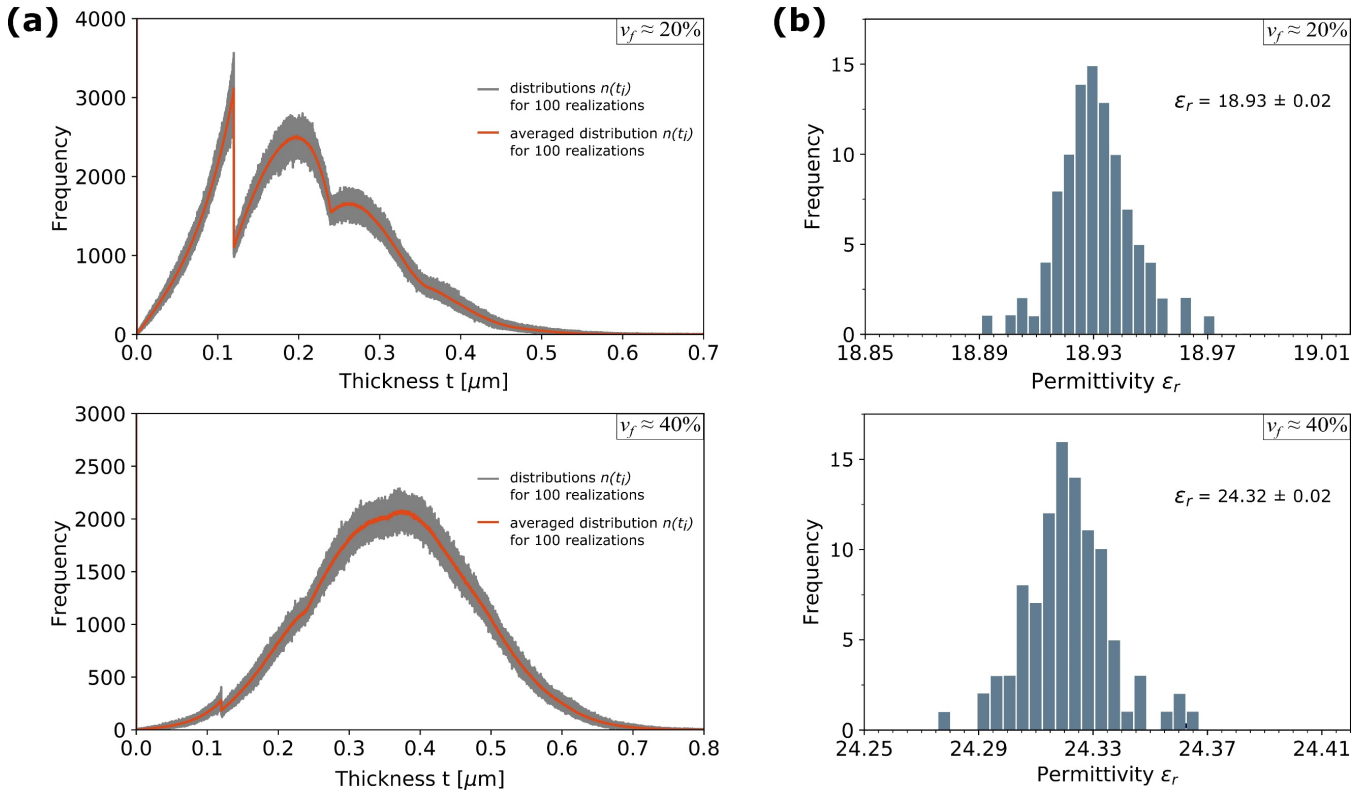 (a)
v_f ≈ 20%
4000
3000
2000
1000
0
Frequency
distributions n(t_i)
for 100 realizations
averaged distribution n(t_i)
for 100 realizations
0.0 0.1 0.2 0.3 0.4 0.5 0.6 0.7
Thickness t [μm]
(b)
v_f ≈ 20%
15
10
5
0
Frequency
ε_r = 18.93 ± 0.02
18.85 18.89 18.93 18.97 19.01
Permittivity ε_r
v_f ≈ 40%
3000
2500
2000
1500
1000
500
0
Frequency
distributions n(t_i)
for 100 realizations
averaged distribution n(t_i)
for 100 realizations
0.0 0.1 0.2 0.3 0.4 0.5 0.6 0.7 0.8
Thickness t [μm]
v_f ≈ 40%
15
10
5
0
Frequency
ε_r = 24.32 ± 0.02
24.25 24.29 24.33 24.37 24.41
Permittivity ε_r